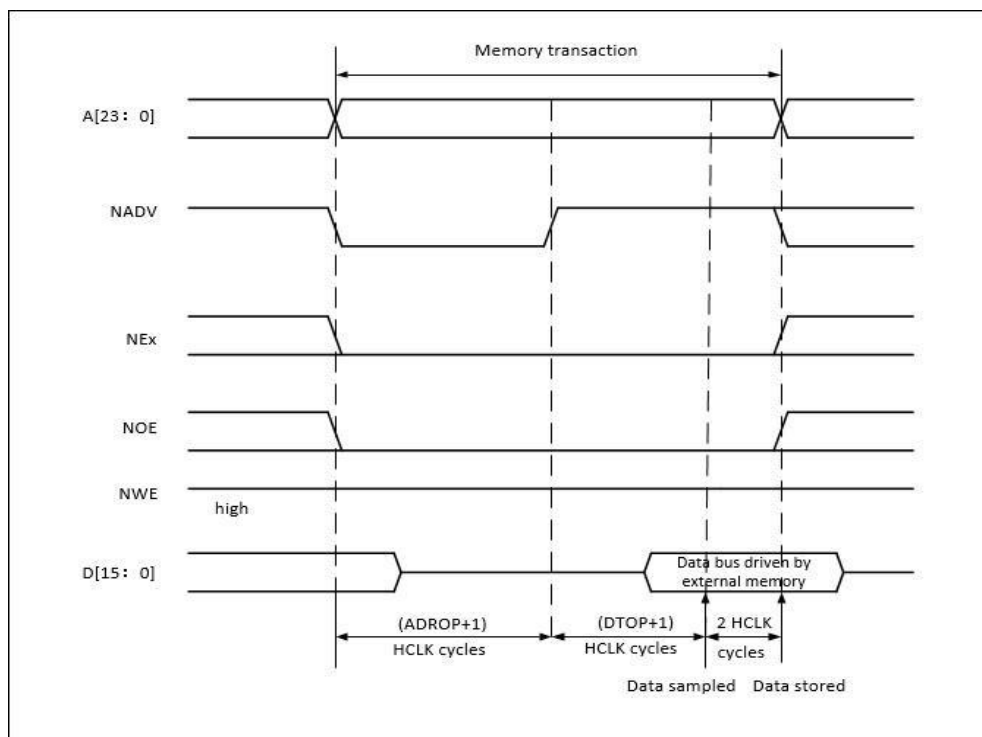 Memory transaction
A[23: 0]
NADV
NEx
NOE
NWE
high
D[15: 0]
Data bus driven by
external memory
(ADROP+1)
HCLK cycles
(DTOP+1)
HCLK cycles
2 HCLK
cycles
Data sampled
Data stored